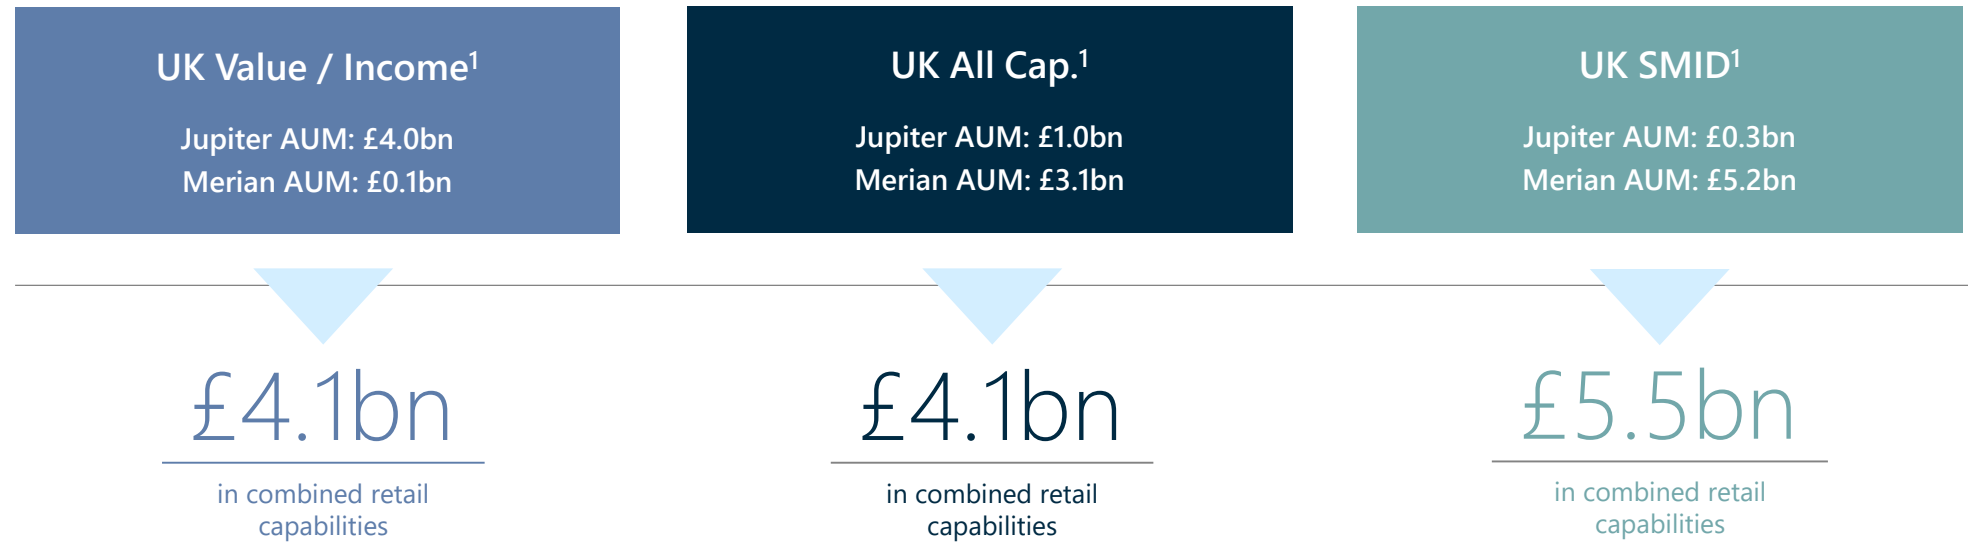 UK Value / Income¹
Jupiter AUM: £4.0bn
Merian AUM: £0.1bn
UK All Cap.¹
Jupiter AUM: £1.0bn
Merian AUM: £3.1bn
UK SMID¹
Jupiter AUM: £0.3bn
Merian AUM: £5.2bn
£4.1bn
in combined retail
capabilities
£4.1bn
in combined retail
capabilities
£5.5bn
in combined retail
capabilities